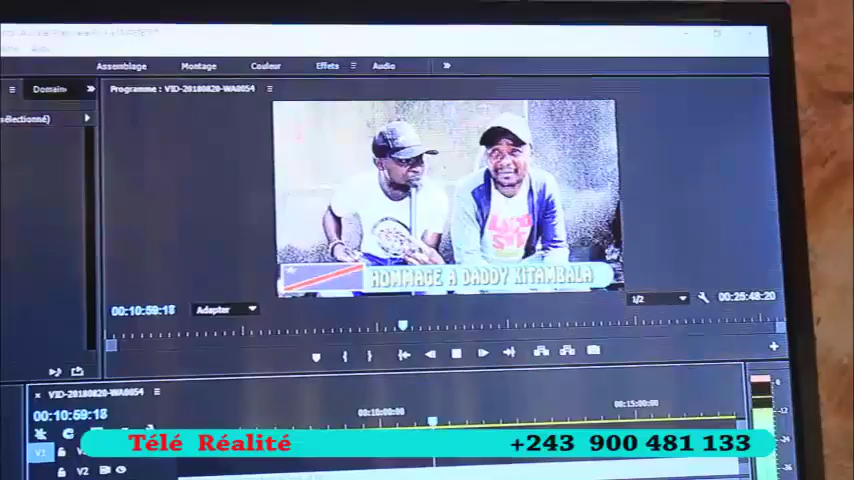 Assemblage Montage Couleur Effets Audio
Domain
Programme : VID-20180820-WA0054
sélectionné)
HOMMAGE A DADDY KITAMBALA
00:10:59:18 Adapter 1/2 00:25:48:20
VID-20180820-WA0054
00:10:59:18
00:10:00:00 00:15:00:00
Télé Réalité +243 900 481 133
V1
V2